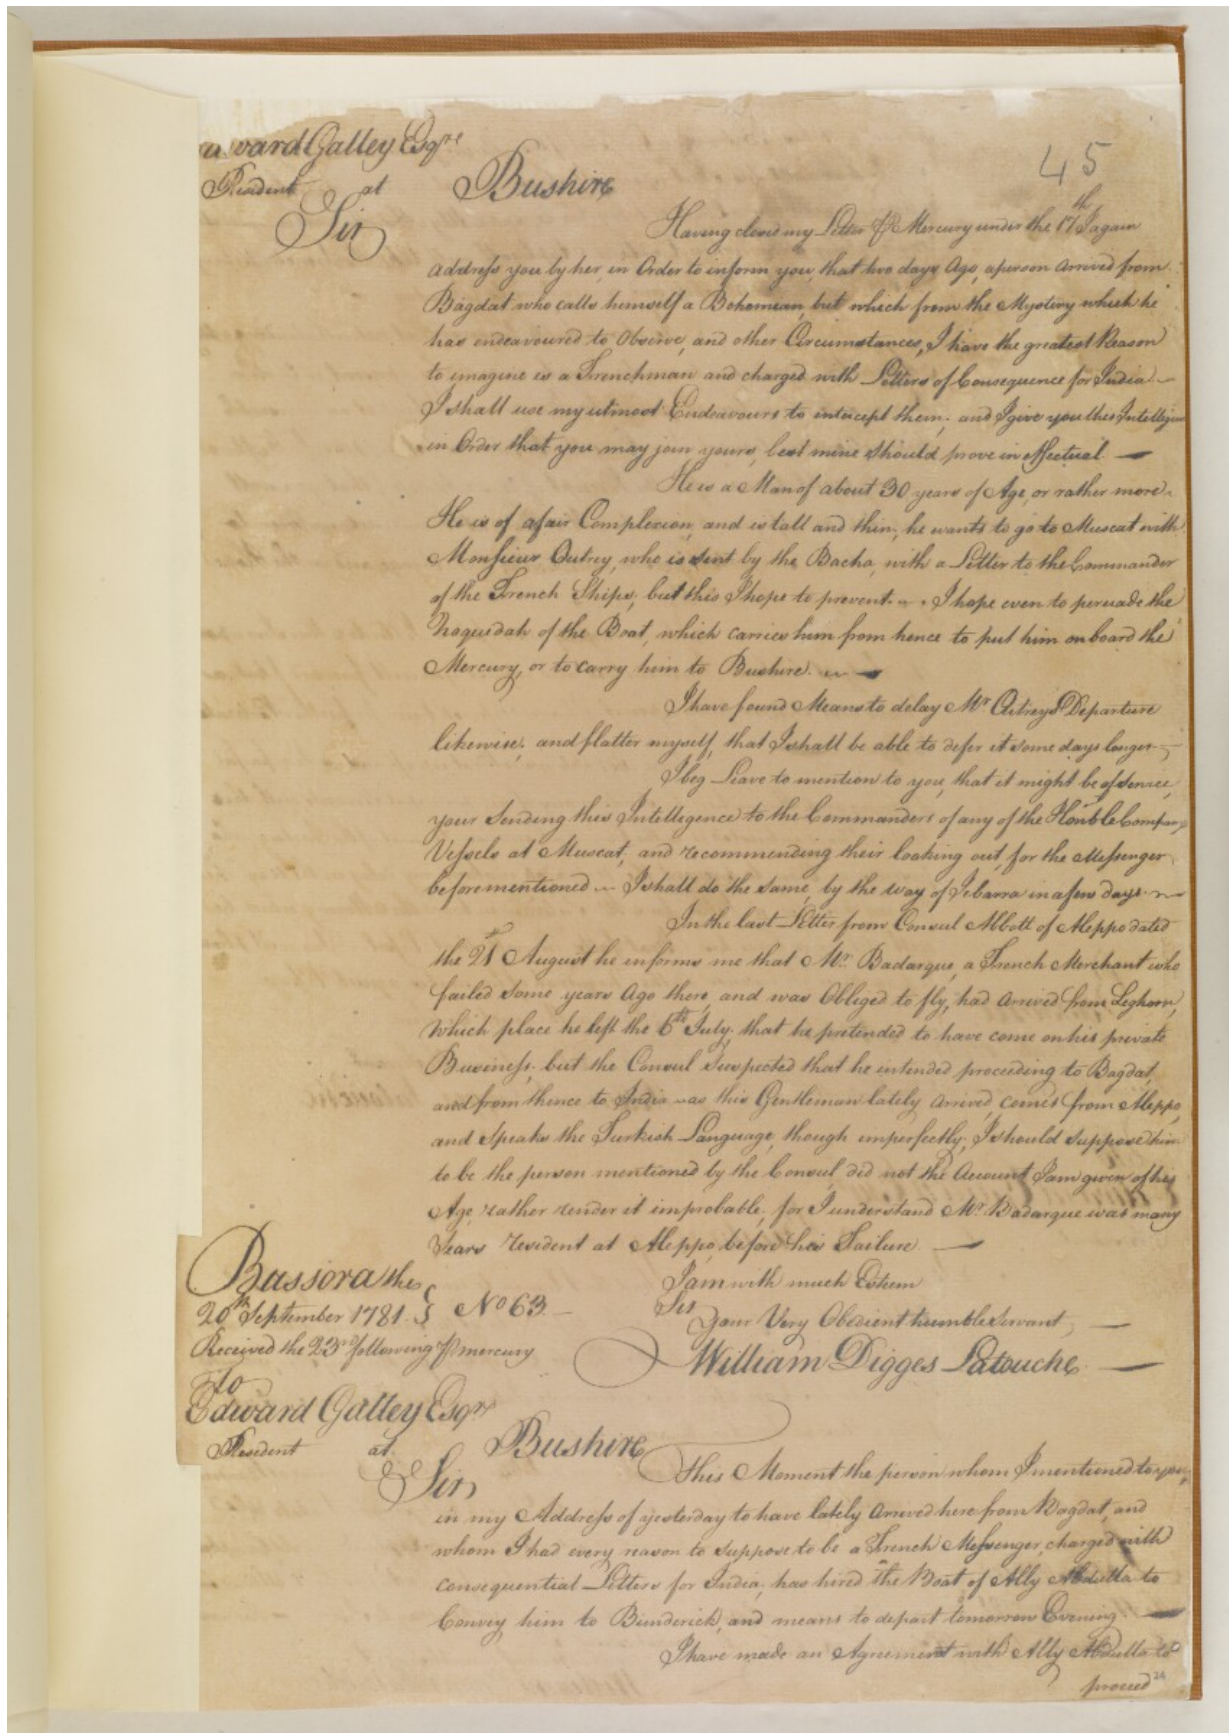 Edward Galley Esqre
45
Resident at Bushire
Sir
Having closed my Letter Pr Mercury under the 17th I again
address you by her, in Order to inform you, that two days Ago, a person arrived from
Bagdat who calls himself a Bohemean, but which from the Mystery which he
has endeavoured to Observe, and other Circumstances, I have the greatest Reason
to imagine is a Frenchman and charged with Letters of Consequence for India —
I shall use my utmost Endeavours to intercept them; and I give you this Intelligen
in Order that you may join yours, lest mine should prove ineffectual —
He is a Man of about 30 years of Age, or rather more.
He is of a fair Complexion, and is tall and thin; he wants to go to Muscat with
Monsieur Outrey, who is sent by the Bacha, with a Letter to the Commander
of the French Ships; but this I hope to prevent. — I hope even to persuade the
Noquedah of the Boat, which carries him from hence to put him on board the
Mercury, or to carry him to Bushire. —
I have found Means to delay Mr Outreys Departure
likewise; and flatter myself, that I shall be able to defer it some days longer —
I beg Leave to mention to you, that it might be of service,
your sending this Intelligence to the Commanders of any of the Honble Company
Vessels at Muscat, and recommending their looking out, for the Messenger
beforementioned — I shall do the same, by the way of Zebarra in a few days —
In the last Letter from Consul Abbott of Aleppo dated
the 21st August he informs me that Mr. Badarque, a French Merchant who
failed some years Ago there, and was Obliged to fly, had arrived from Leghorn,
which place he left the 6th July; that he pretended to have come on his private
Business, but the Consul suspected that he intended proceeding to Bagdat,
and from thence to India — as this Gentleman lately arrived, comes from Aleppo,
and speaks the Turkish Language, though imperfectly, I should suppose him
to be the person mentioned by the Consul, did not the Account I am given of his
Age rather render it improbable; for I understand Mr. Badarque was many
Years resident at Aleppo, before his Failure —
I am with much Esteem
Sir
Your Very Obedient humble Servant —
William Digges Latouche —
Bassora the
20th September 1781. No 63 —
Received the 23rd following Pr Mercury
To
Edward Galley Esqre
Resident at Bushire
Sir
This Moment the person whom I mentioned to you,
in my Address of yesterday to have lately arrived here from Bagdat, and
whom I had every reason to suppose to be a French Messenger, charged with
consequential Letters for India, has hired the Boat of Ally Abdulla to
Convey him to Bunderick, and means to depart tomorrow Evening. —
I have made an Agreement with Ally Abdulla to
proceed